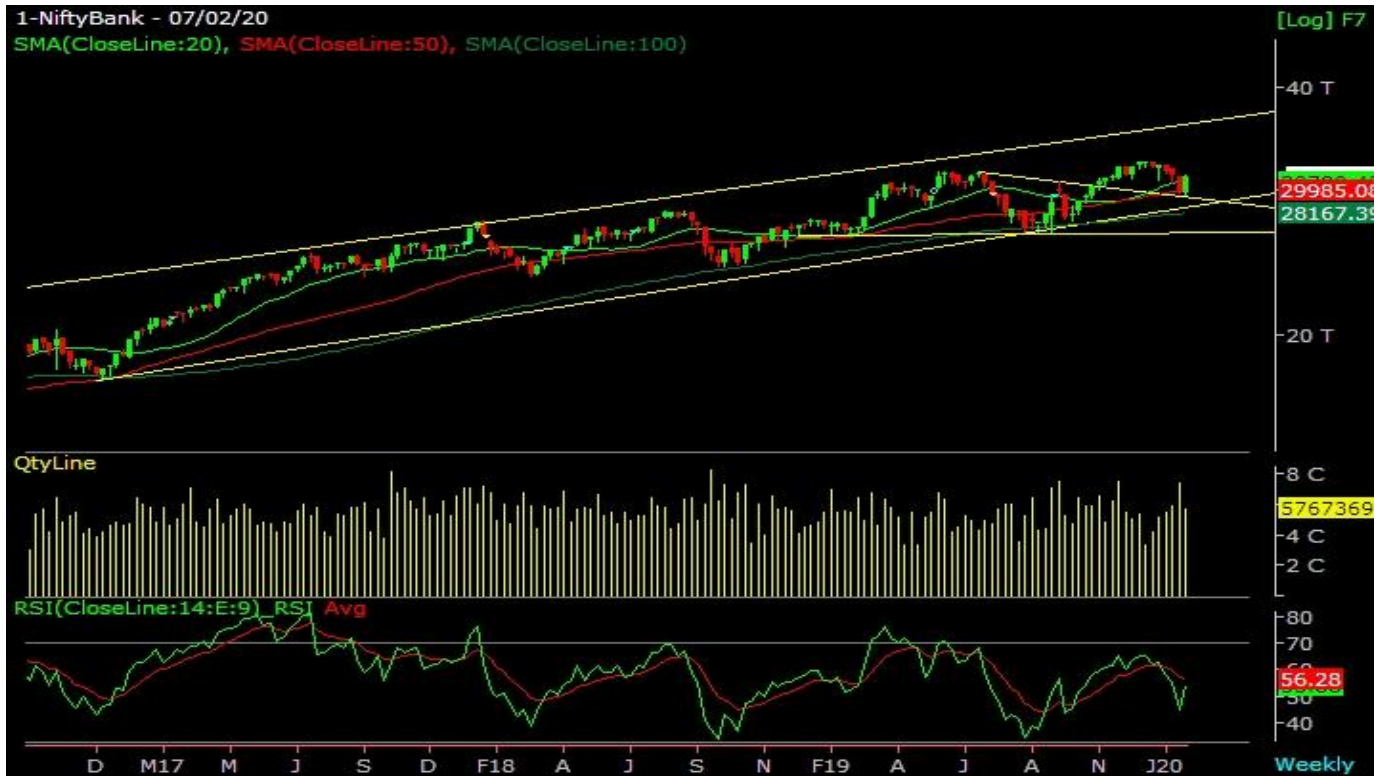 1-NiftyBank - 07/02/20
[Log] F7
SMA(CloseLine:20), SMA(CloseLine:50), SMA(CloseLine:100)
40 T
29985.08
28167.39
20 T
QtyLine
8 C
5767369
4 C
2 C
RSI(CloseLine:14:E:9) RSI Avg
80
70
60
56.28
50
40
D M17 M J S D F18 A J S N F19 A J A N J20
Weekly